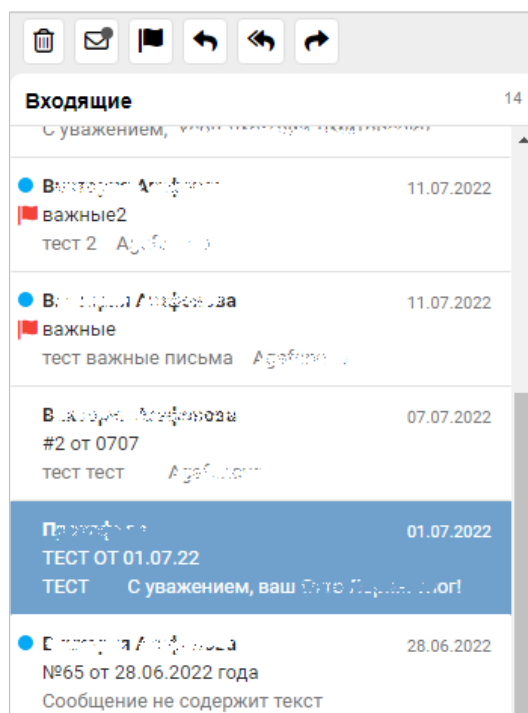 Входящие
14
С уважением,
11.07.2022
важные2
тест 2
11.07.2022
важные
тест важные письма
07.07.2022
#2 от 0707
тест тест
01.07.2022
ТЕСТ ОТ 01.07.22
ТЕСТ С уважением, ваш
28.06.2022
№65 от 28.06.2022 года
Сообщение не содержит текст